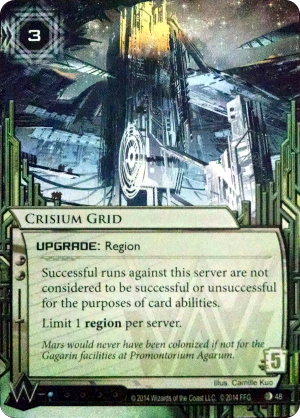 3
CRISIUM GRID
UPGRADE: Region
Successful runs against this server are not
considered to be successful or unsuccessful
for the purposes of card abilities.
Limit 1 region per server.
Mars would never have been colonized if not for the
Gagarin facilities at Promontorium Agarum.
5
Illus. Camille Kuo
© 2014 Wizards of the Coast LLC. © 2014 FFG
48